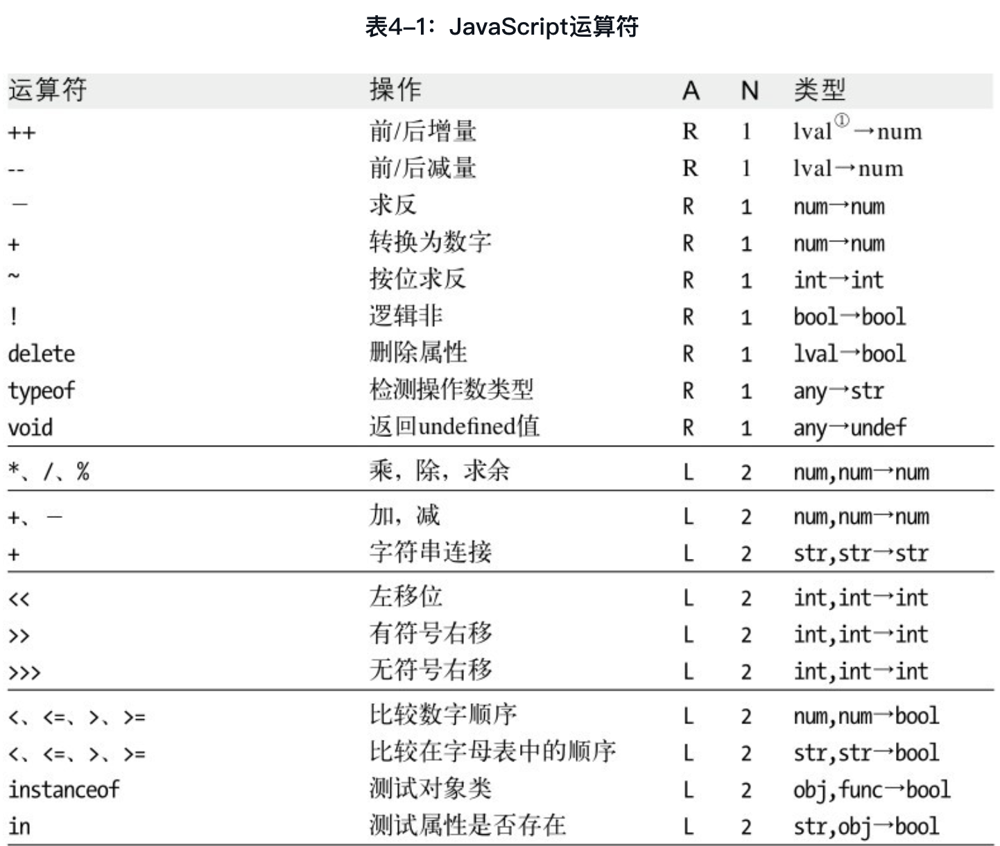 表4–1：JavaScript运算符
运算符 操作 A N 类型
++ 前/后增量 R 1 lval①→num
-- 前/后减量 R 1 lval→num
— 求反 R 1 num→num
+ 转换为数字 R 1 num→num
~ 按位求反 R 1 int→int
! 逻辑非 R 1 bool→bool
delete 删除属性 R 1 lval→bool
typeof 检测操作数类型 R 1 any→str
void 返回undefined值 R 1 any→undef
*、/、% 乘，除，求余 L 2 num,num→num
+、— 加，减 L 2 num,num→num
+ 字符串连接 L 2 str,str→str
<< 左移位 L 2 int,int→int
>> 有符号右移 L 2 int,int→int
>>> 无符号右移 L 2 int,int→int
<、<=、>、>= 比较数字顺序 L 2 num,num→bool
<、<=、>、>= 比较在字母表中的顺序 L 2 str,str→bool
instanceof 测试对象类 L 2 obj,func→bool
in 测试属性是否存在 L 2 str,obj→bool